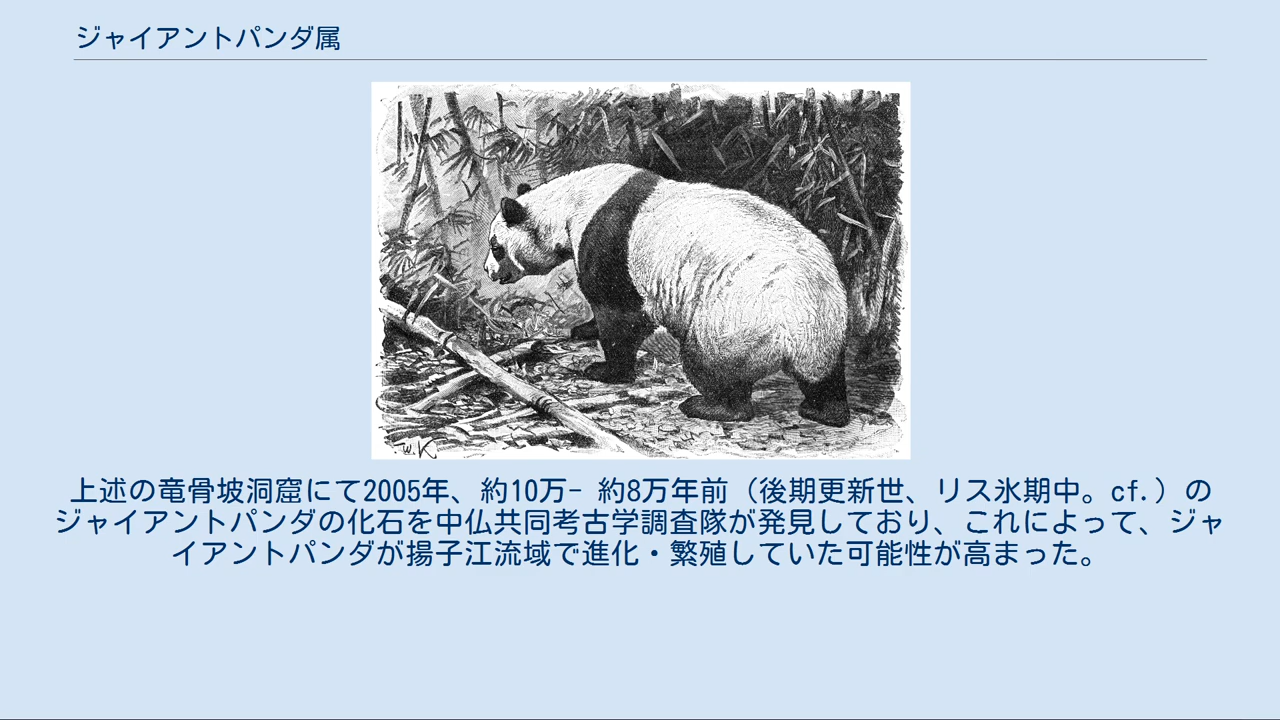 ジャイアントパンダ属
W.K
上述の竜骨坡洞窟にて2005年、約10万- 約8万年前（後期更新世、リス氷期中。cf.）の
ジャイアントパンダの化石を中仏共同考古学調査隊が発見しており、これによって、ジャ
イアントパンダが揚子江流域で進化・繁殖していた可能性が高まった。